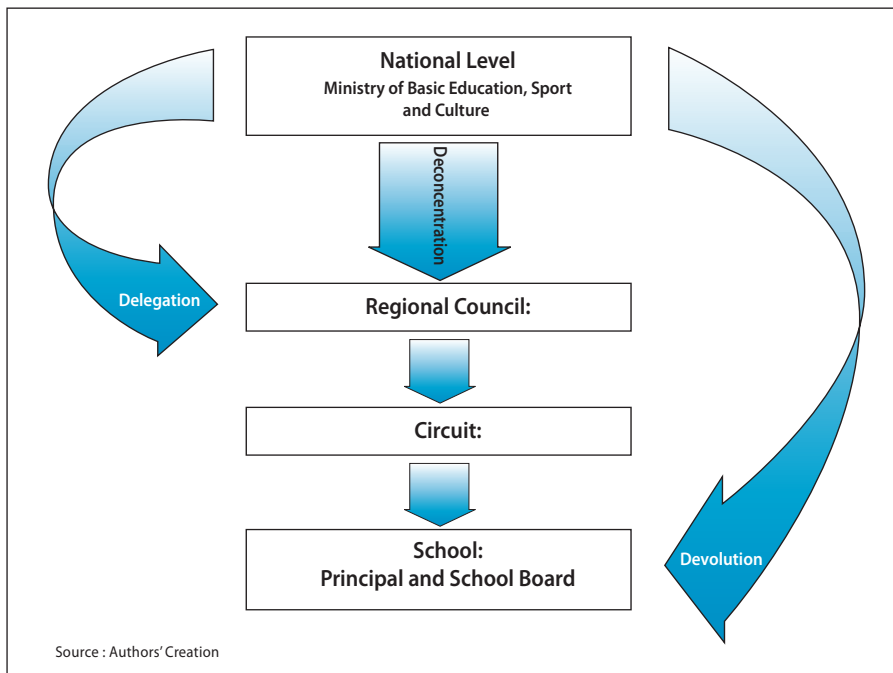 National Level
Ministry of Basic Education, Sport
and Culture
Deconcentration
Delegation
Regional Council:
Circuit:
School:
Principal and School Board
Devolution
Source : Authors’ Creation